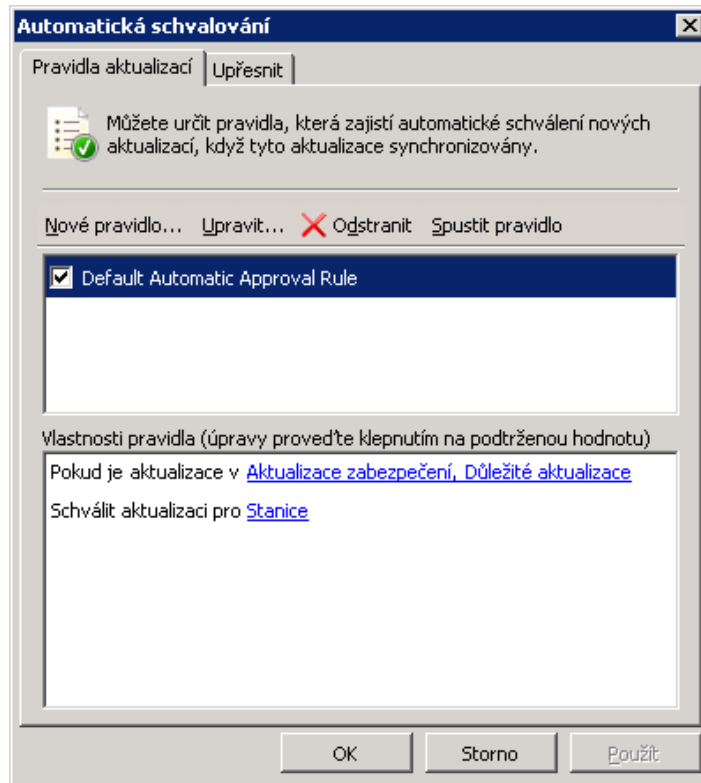 Automatická schvalování
Pravidla aktualizací Upřesnit
Můžete určit pravidla, která zajistí automatické schválení nových
aktualizací, když tyto aktualizace synchronizovány.
Nové pravidlo... Upravit... Odstranit Spustit pravidlo
Default Automatic Approval Rule
Vlastnosti pravidla (úpravy proveďte klepnutím na podtrženou hodnotu)
Pokud je aktualizace v Aktualizace zabezpečení, Důležité aktualizace
Schválit aktualizaci pro Stanice
OK Storno Použít